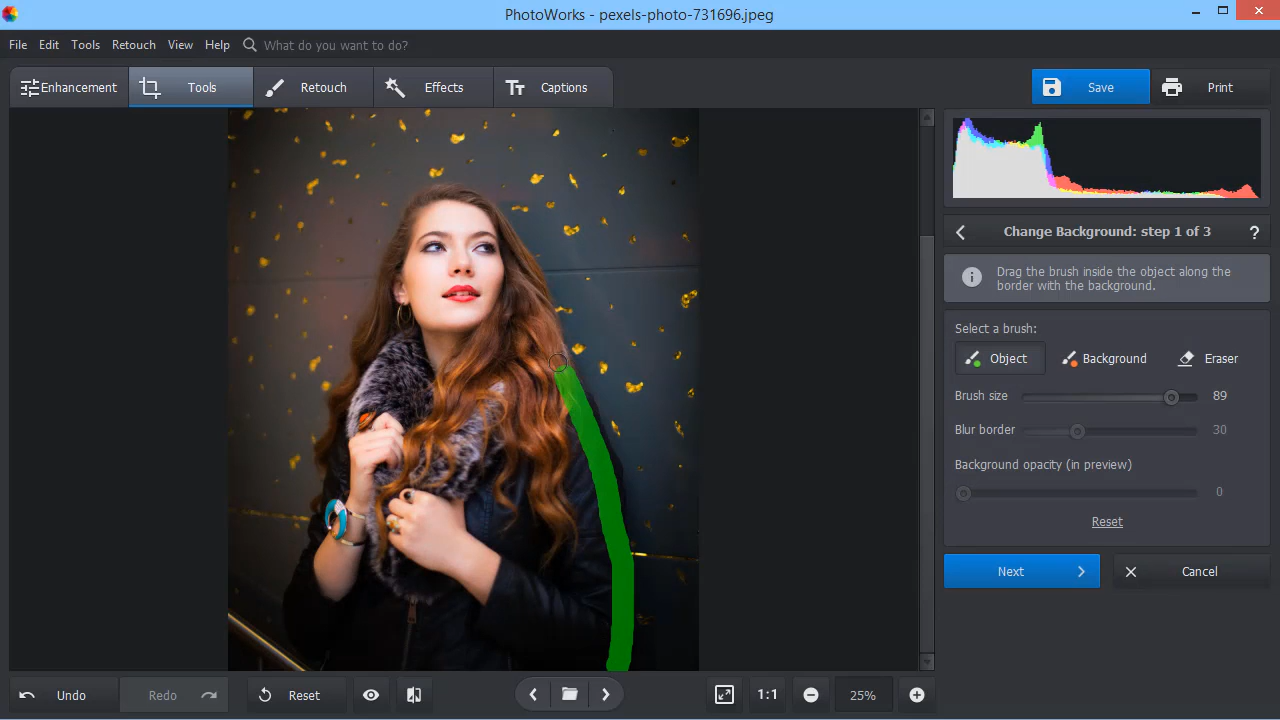 PhotoWorks - pexels-photo-731696.jpeg
File Edit Tools Retouch View Help What do you want to do?
Enhancement Tools Retouch Effects Captions Save Print
Change Background: step 1 of 3 ?
Drag the brush inside the object along the
border with the background.
Select a brush:
Object Background Eraser
Brush size 89
Blur border 30
Background opacity (in preview)
0
Reset
Next Cancel
Undo Redo Reset 1:1 25%